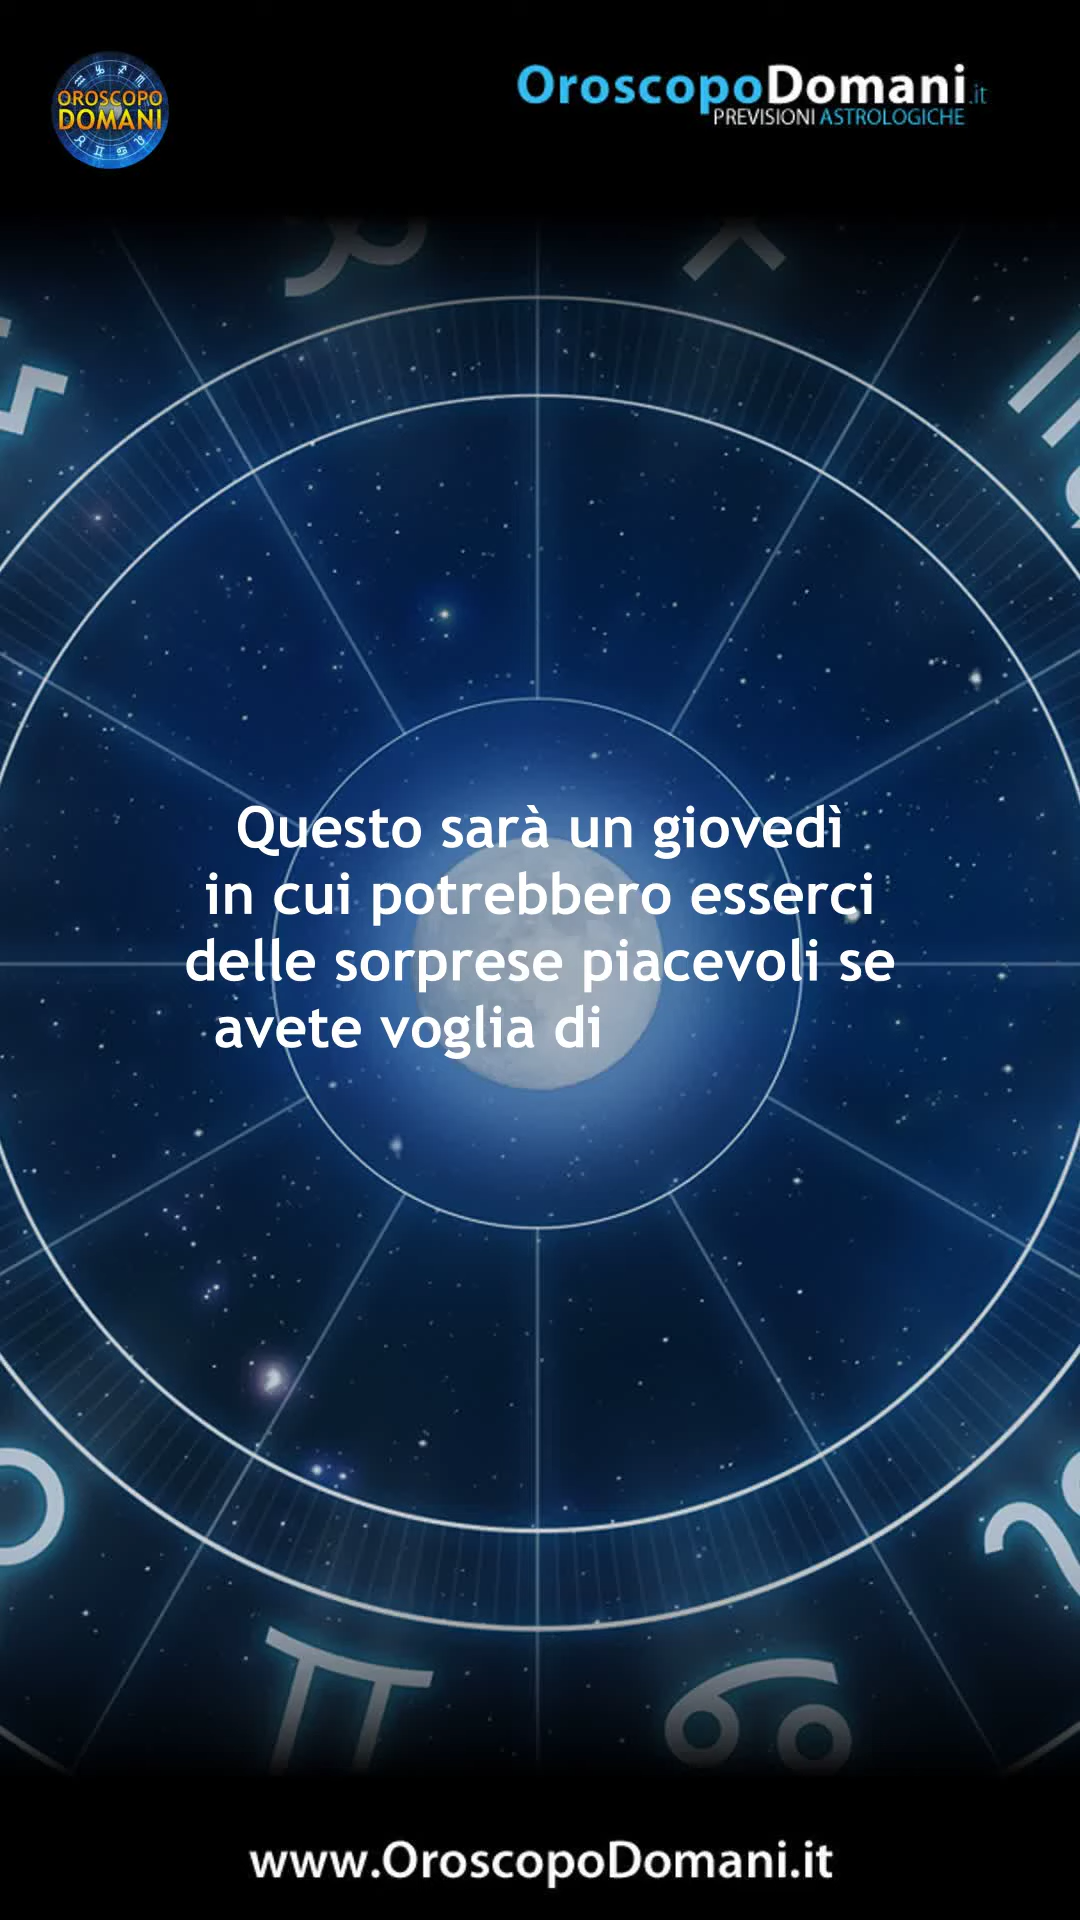 OROSCOPO
DOMANI
OroscopoDomani.it
PREVISIONI ASTROLOGICHE
Questo sarà un giovedì
in cui potrebbero esserci
delle sorprese piacevoli se
avete voglia di
www.OroscopoDomani.it